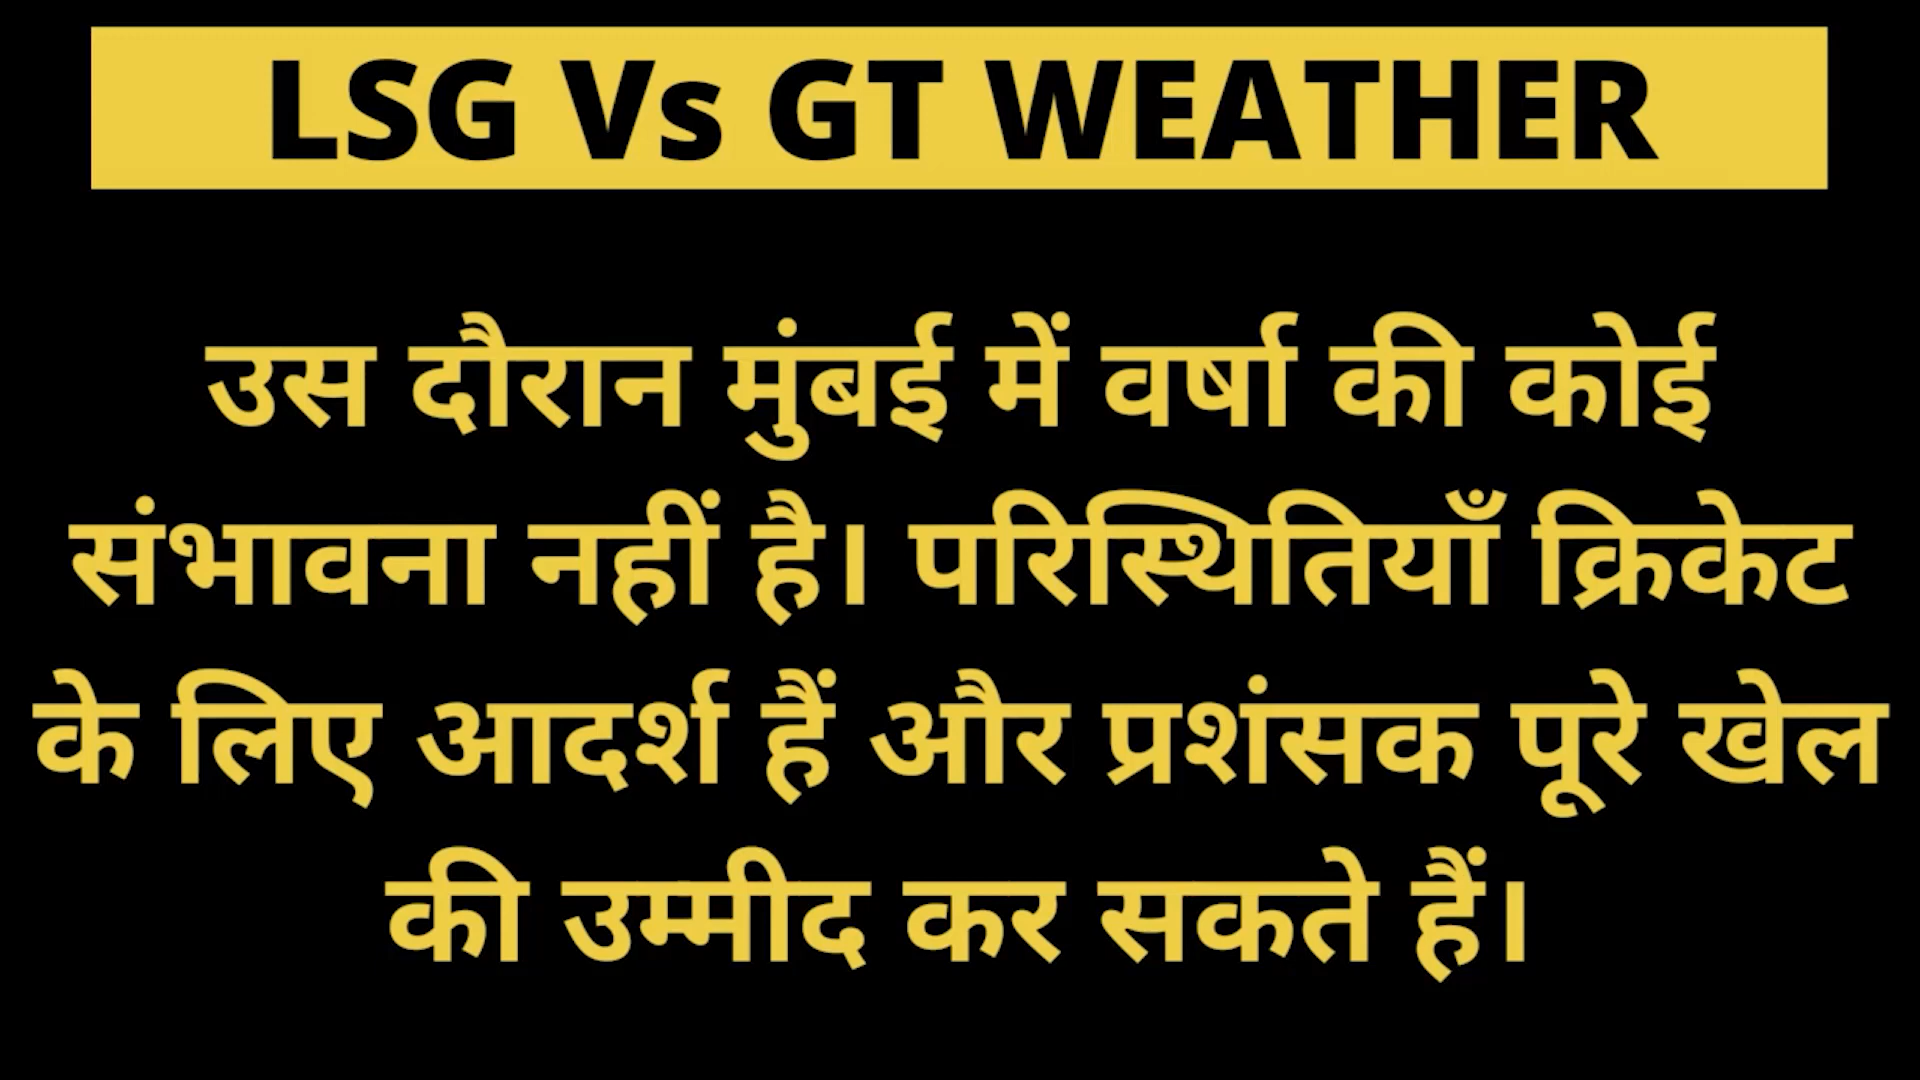 LSG Vs GT WEATHER
उस दौरान मुंबई में वर्षा की कोई
संभावना नहीं है। परिस्थितियाँ क्रिकेट
के लिए आदर्श हैं और प्रशंसक पूरे खेल
की उम्मीद कर सकते हैं।